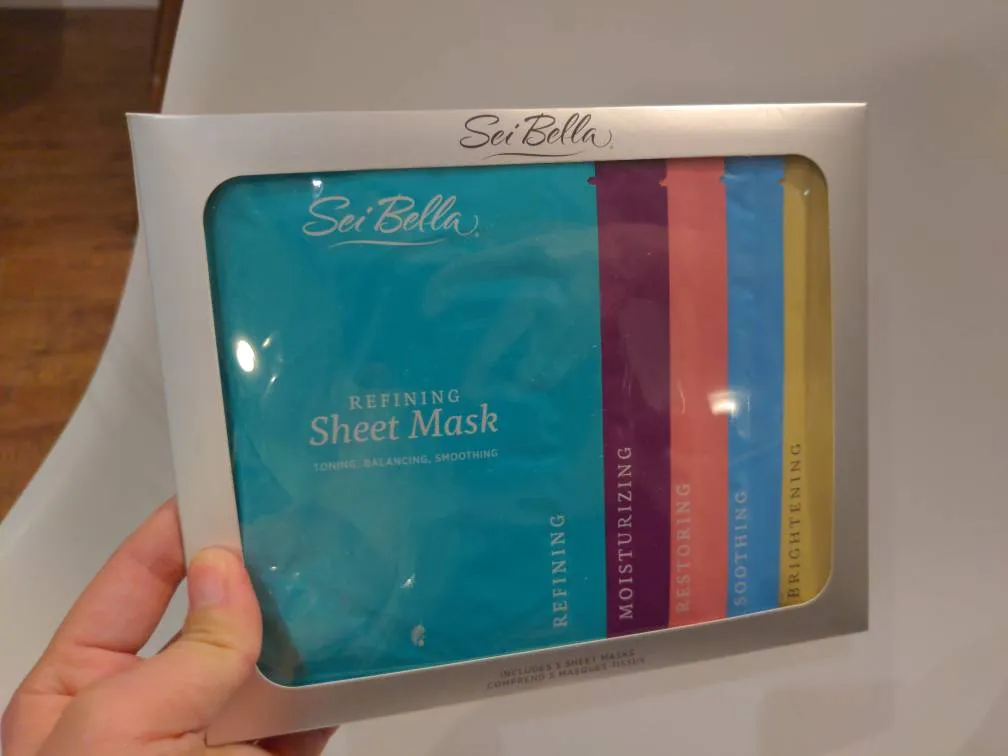 Sei Bella
Sei Bella
REFINING
Sheet Mask
TONING, BALANCING, SMOOTHING
REFINING
MOISTURIZING
RESTORING
SOOTHING
BRIGHTENING
INCLUDES 5 SHEET MASKS
COMPREND 5 MASQUES-TISSUS